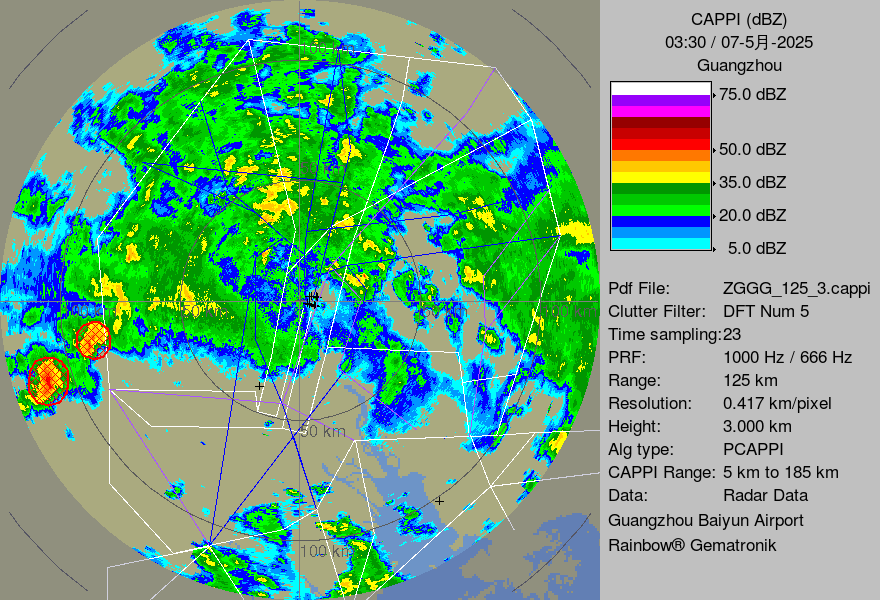 CAPPI (dBZ)
03:30 / 07-5月-2025
Guangzhou
75.0 dBZ
50.0 dBZ
35.0 dBZ
20.0 dBZ
5.0 dBZ
Pdf File: ZGGG_125_3.cappi
Clutter Filter: DFT Num 5
Time sampling:23
PRF: 1000 Hz / 666 Hz
Range: 125 km
Resolution: 0.417 km/pixel
Height: 3.000 km
Alg type: PCAPPI
CAPPI Range: 5 km to 185 km
Data: Radar Data
Guangzhou Baiyun Airport
Rainbow® Gematronik
50 km
100 km